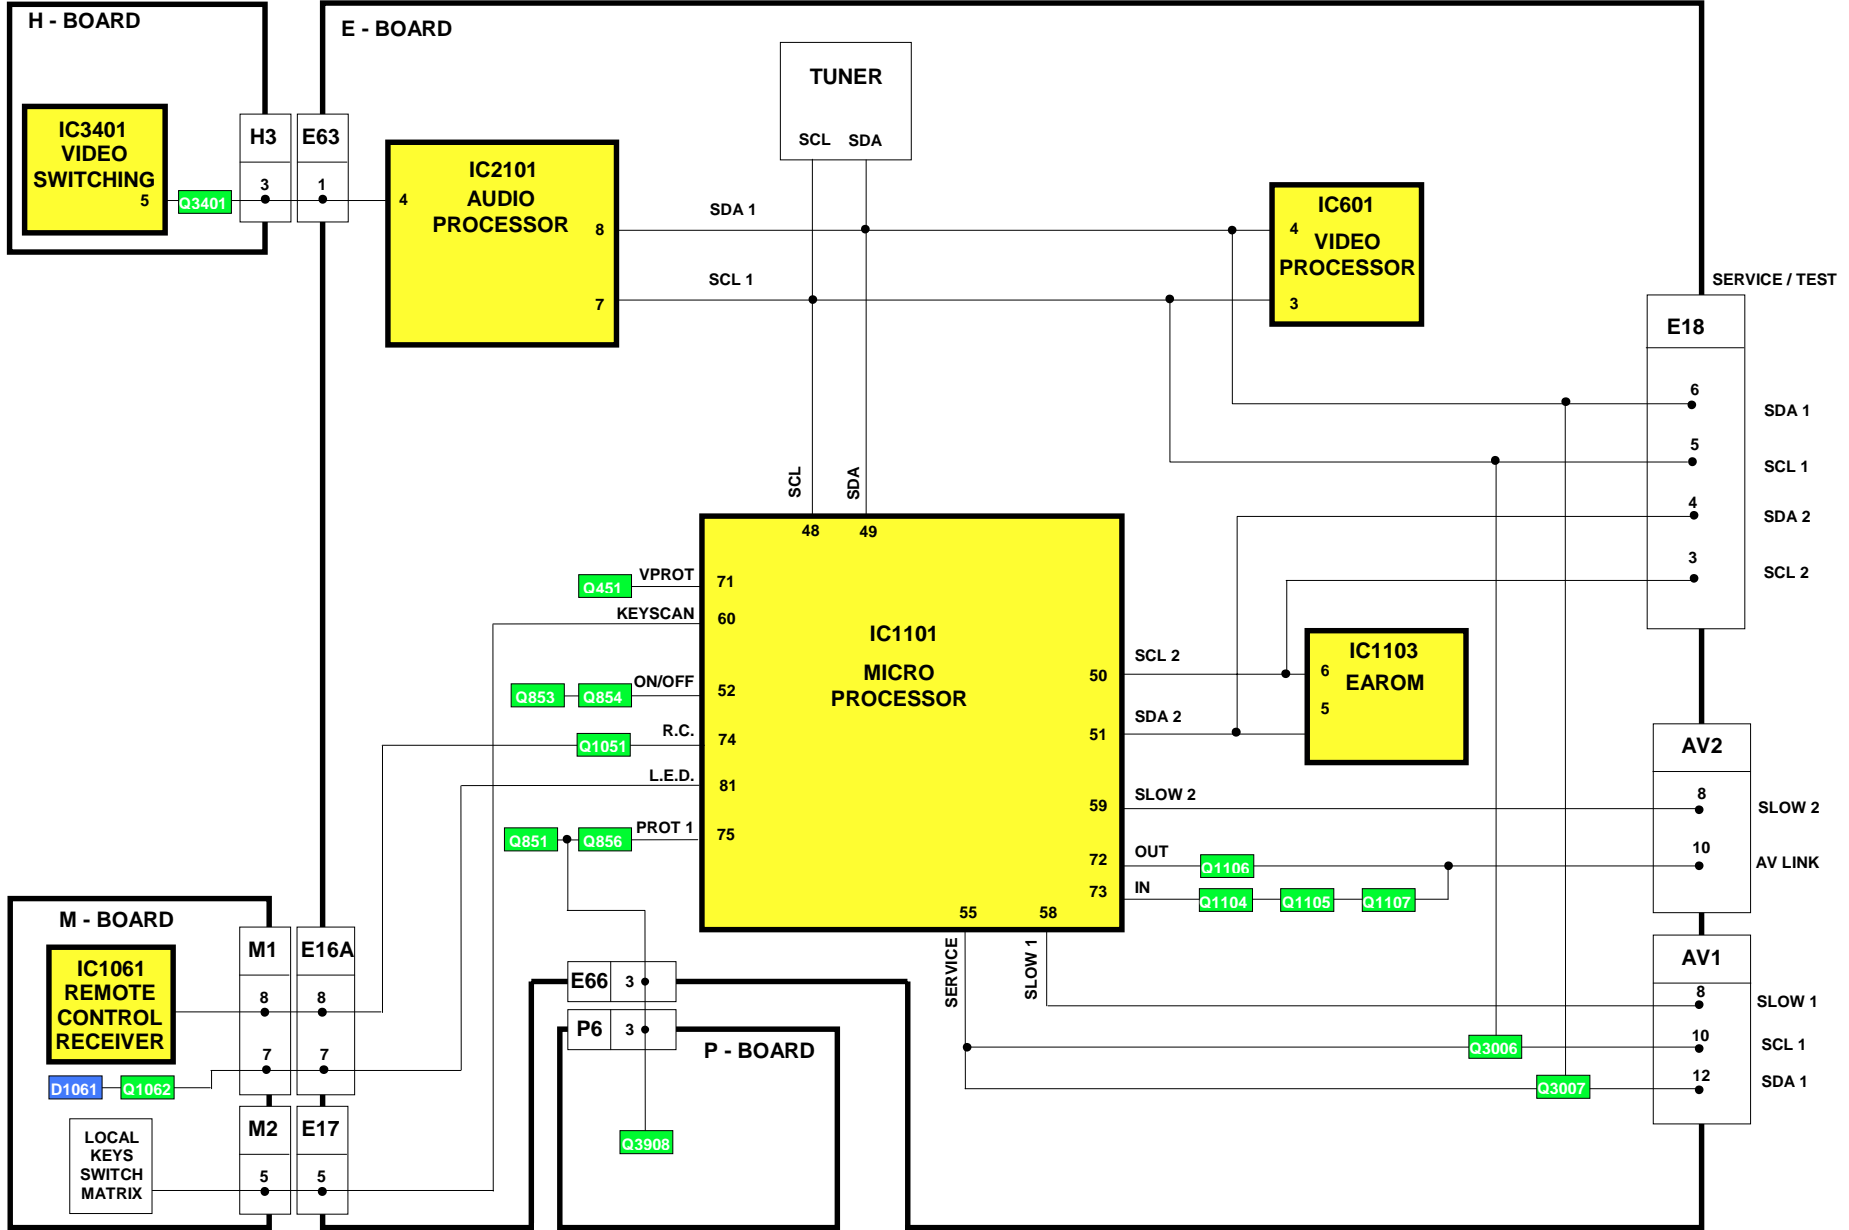 H - BOARD
E - BOARD
TUNER
SCL SDA
IC3401
VIDEO
SWITCHING
5
Q3401
H3
3
E63
1
IC2101
AUDIO
PROCESSOR
4
8
7
SDA 1
SCL 1
IC601
VIDEO
PROCESSOR
4
3
SERVICE / TEST
E18
6
SDA 1
5
SCL 1
4
SDA 2
3
SCL 2
SCL
SDA
48
49
Q451
VPROT
71
KEYSCAN
60
Q853
Q854
ON/OFF
52
Q1051
R.C.
74
L.E.D.
81
Q851
Q856
PROT 1
75
IC1101
MICRO
PROCESSOR
50
SCL 2
51
SDA 2
IC1103
EAROM
6
5
59
SLOW 2
72
OUT
Q1106
73
IN
Q1104
Q1105
Q1107
55
58
SERVICE
SLOW 1
AV2
8
SLOW 2
10
AV LINK
AV1
8
SLOW 1
10
SCL 1
12
SDA 1
Q3006
Q3007
M - BOARD
IC1061
REMOTE
CONTROL
RECEIVER
M1
8
7
E16A
8
7
D1061
Q1062
LOCAL
KEYS
SWITCH
MATRIX
M2
5
E17
5
E66
3
P6
3
P - BOARD
Q3908